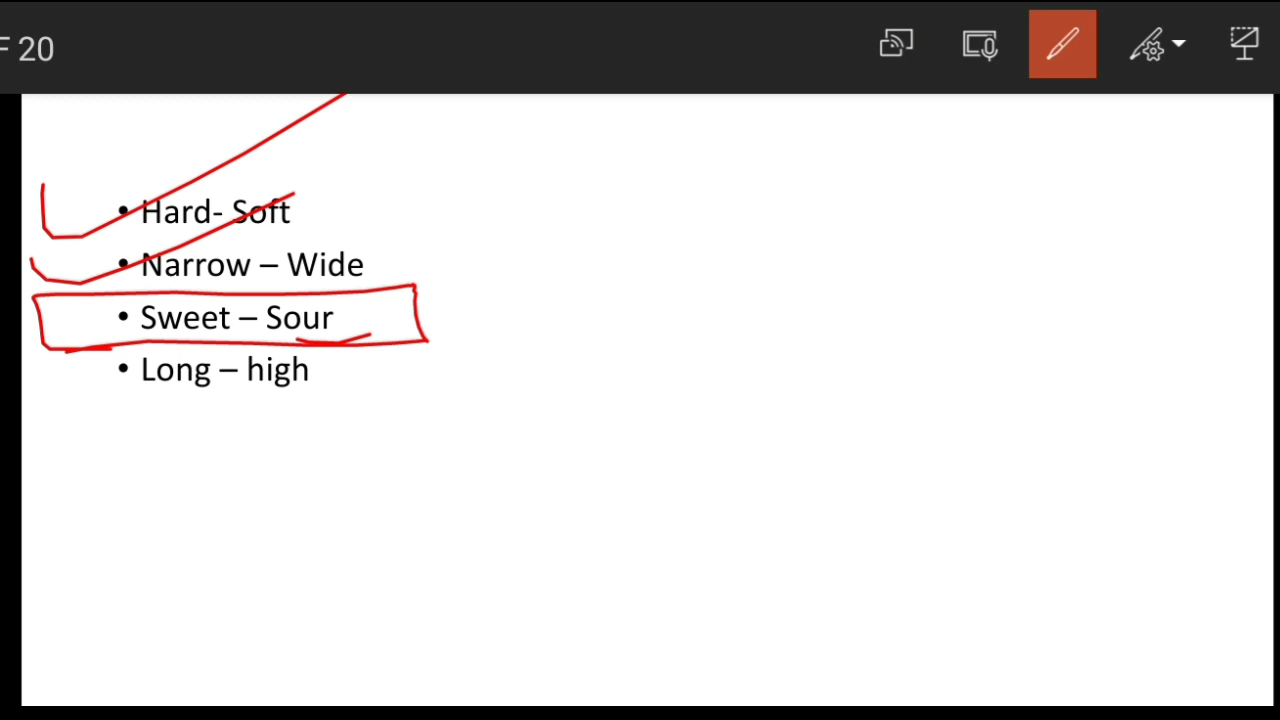 F 20
• Hard- Soft
• Narrow – Wide
• Sweet – Sour
• Long – high